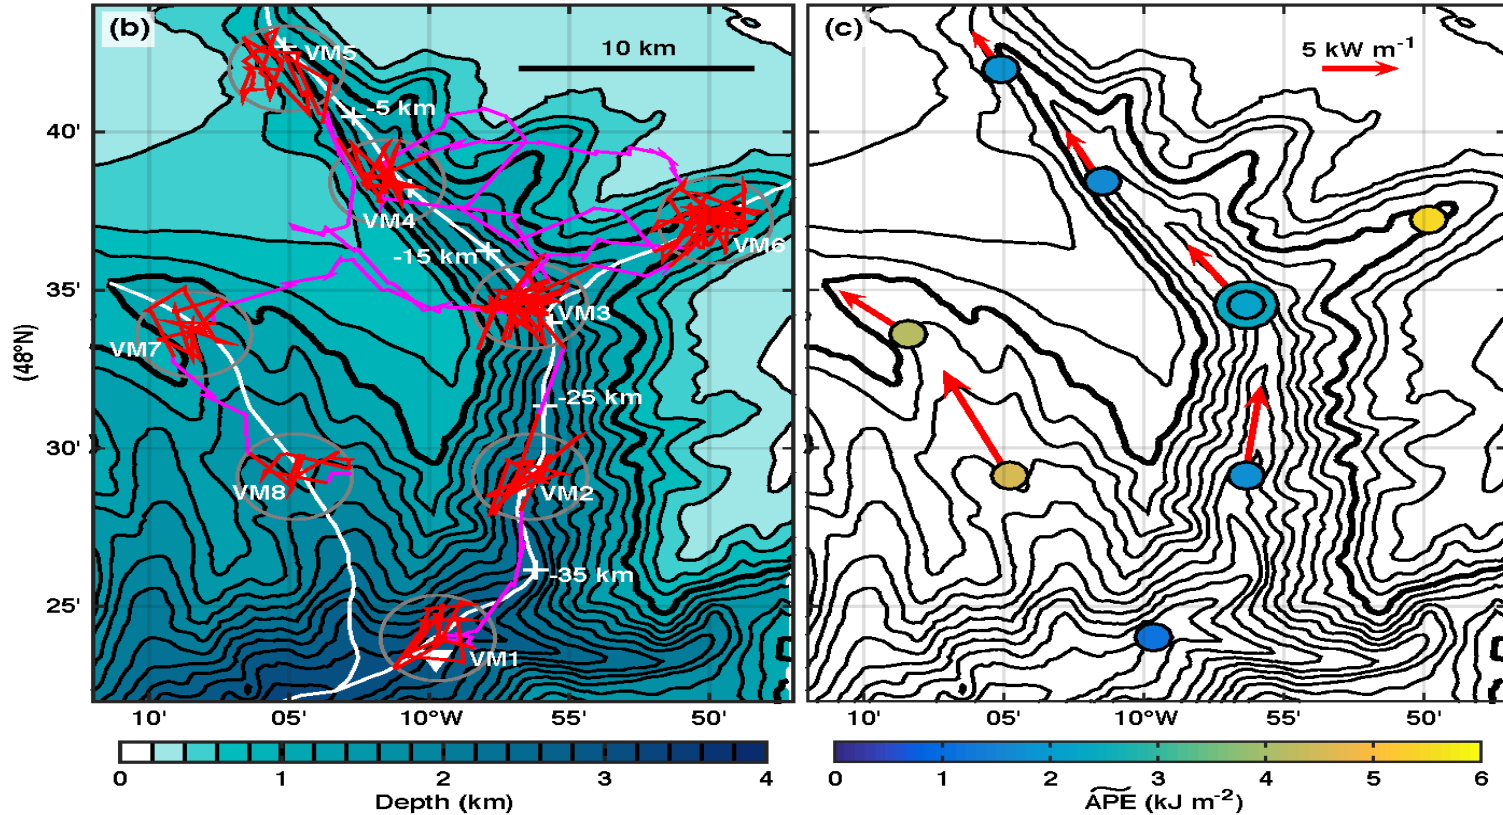 (b)
VM5
10 km
-5 km
VM4
-15 km
VM6
VM3
VM7
-25 km
VM8
VM2
-35 km
VM1
40'
35'
30'
25'
(48°N)
10' 05' 10°W 55' 50'
0 1 2 3 4
Depth (km)
(c)
5 kW m⁻¹
10' 05' 10°W 55' 50'
0 1 2 3 4 5 6
A͠PE (kJ m⁻²)